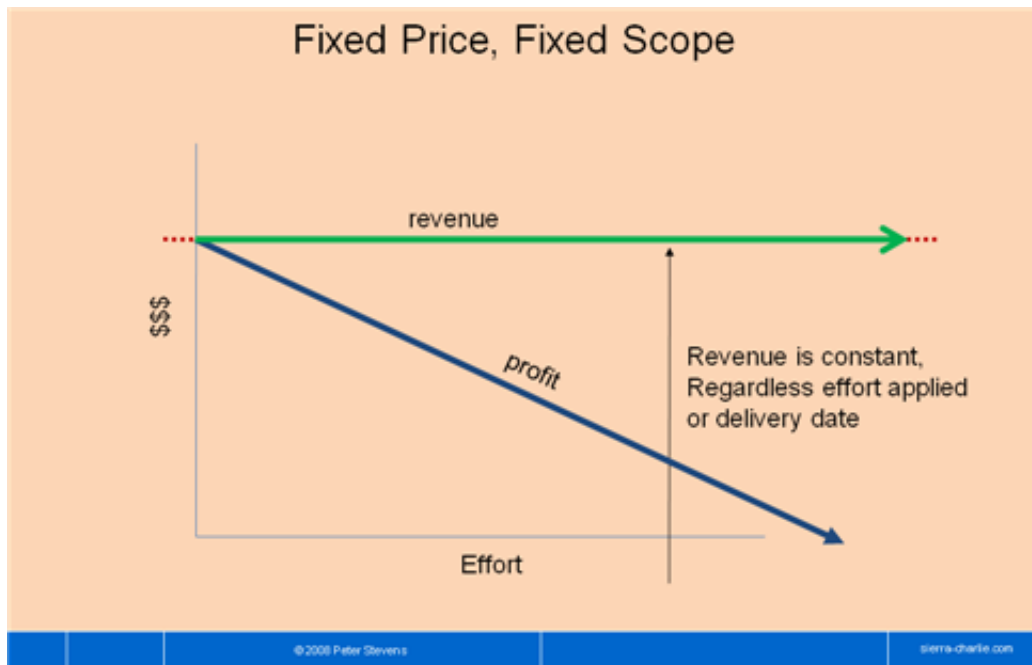 Fixed Price, Fixed Scope
revenue
$$$
profit
Revenue is constant,
Regardless effort applied
or delivery date
Effort
©2008 Peter Stevens
sierra-charlie.com